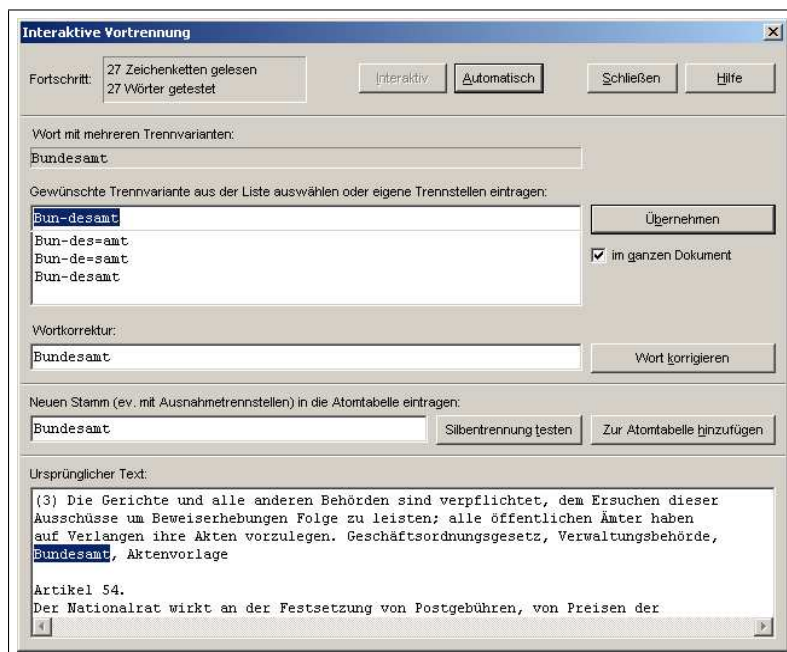 Interaktive Vortrennung
Fortschritt:
27 Zeichenketten gelesen
27 Wörter getestet
Interaktiv
Automatisch
Schließen
Hilfe
Wort mit mehreren Trennvarianten:
Bundesamt
Gewünschte Trennvariante aus der Liste auswählen oder eigene Trennstellen eintragen:
Bun-desamt
Übernehmen
Bun-des=amt
Bun-de=samt
Bun-desamt
im ganzen Dokument
Wortkorrektur:
Bundesamt
Wort korrigieren
Neuen Stamm (ev. mit Ausnahmetrennstellen) in die Atomtabelle eintragen:
Bundesamt
Silbentrennung testen
Zur Atomtabelle hinzufügen
Ursprünglicher Text:
(3) Die Gerichte und alle anderen Behörden sind verpflichtet, dem Ersuchen dieser
Ausschüsse um Beweiserhebungen Folge zu leisten; alle öffentlichen Ämter haben
auf Verlangen ihre Akten vorzulegen. Geschäftsordnungsgesetz, Verwaltungsbehörde,
Bundesamt, Aktenvorlage
Artikel 54.
Der Nationalrat wirkt an der Festsetzung von Postgebühren, von Preisen der